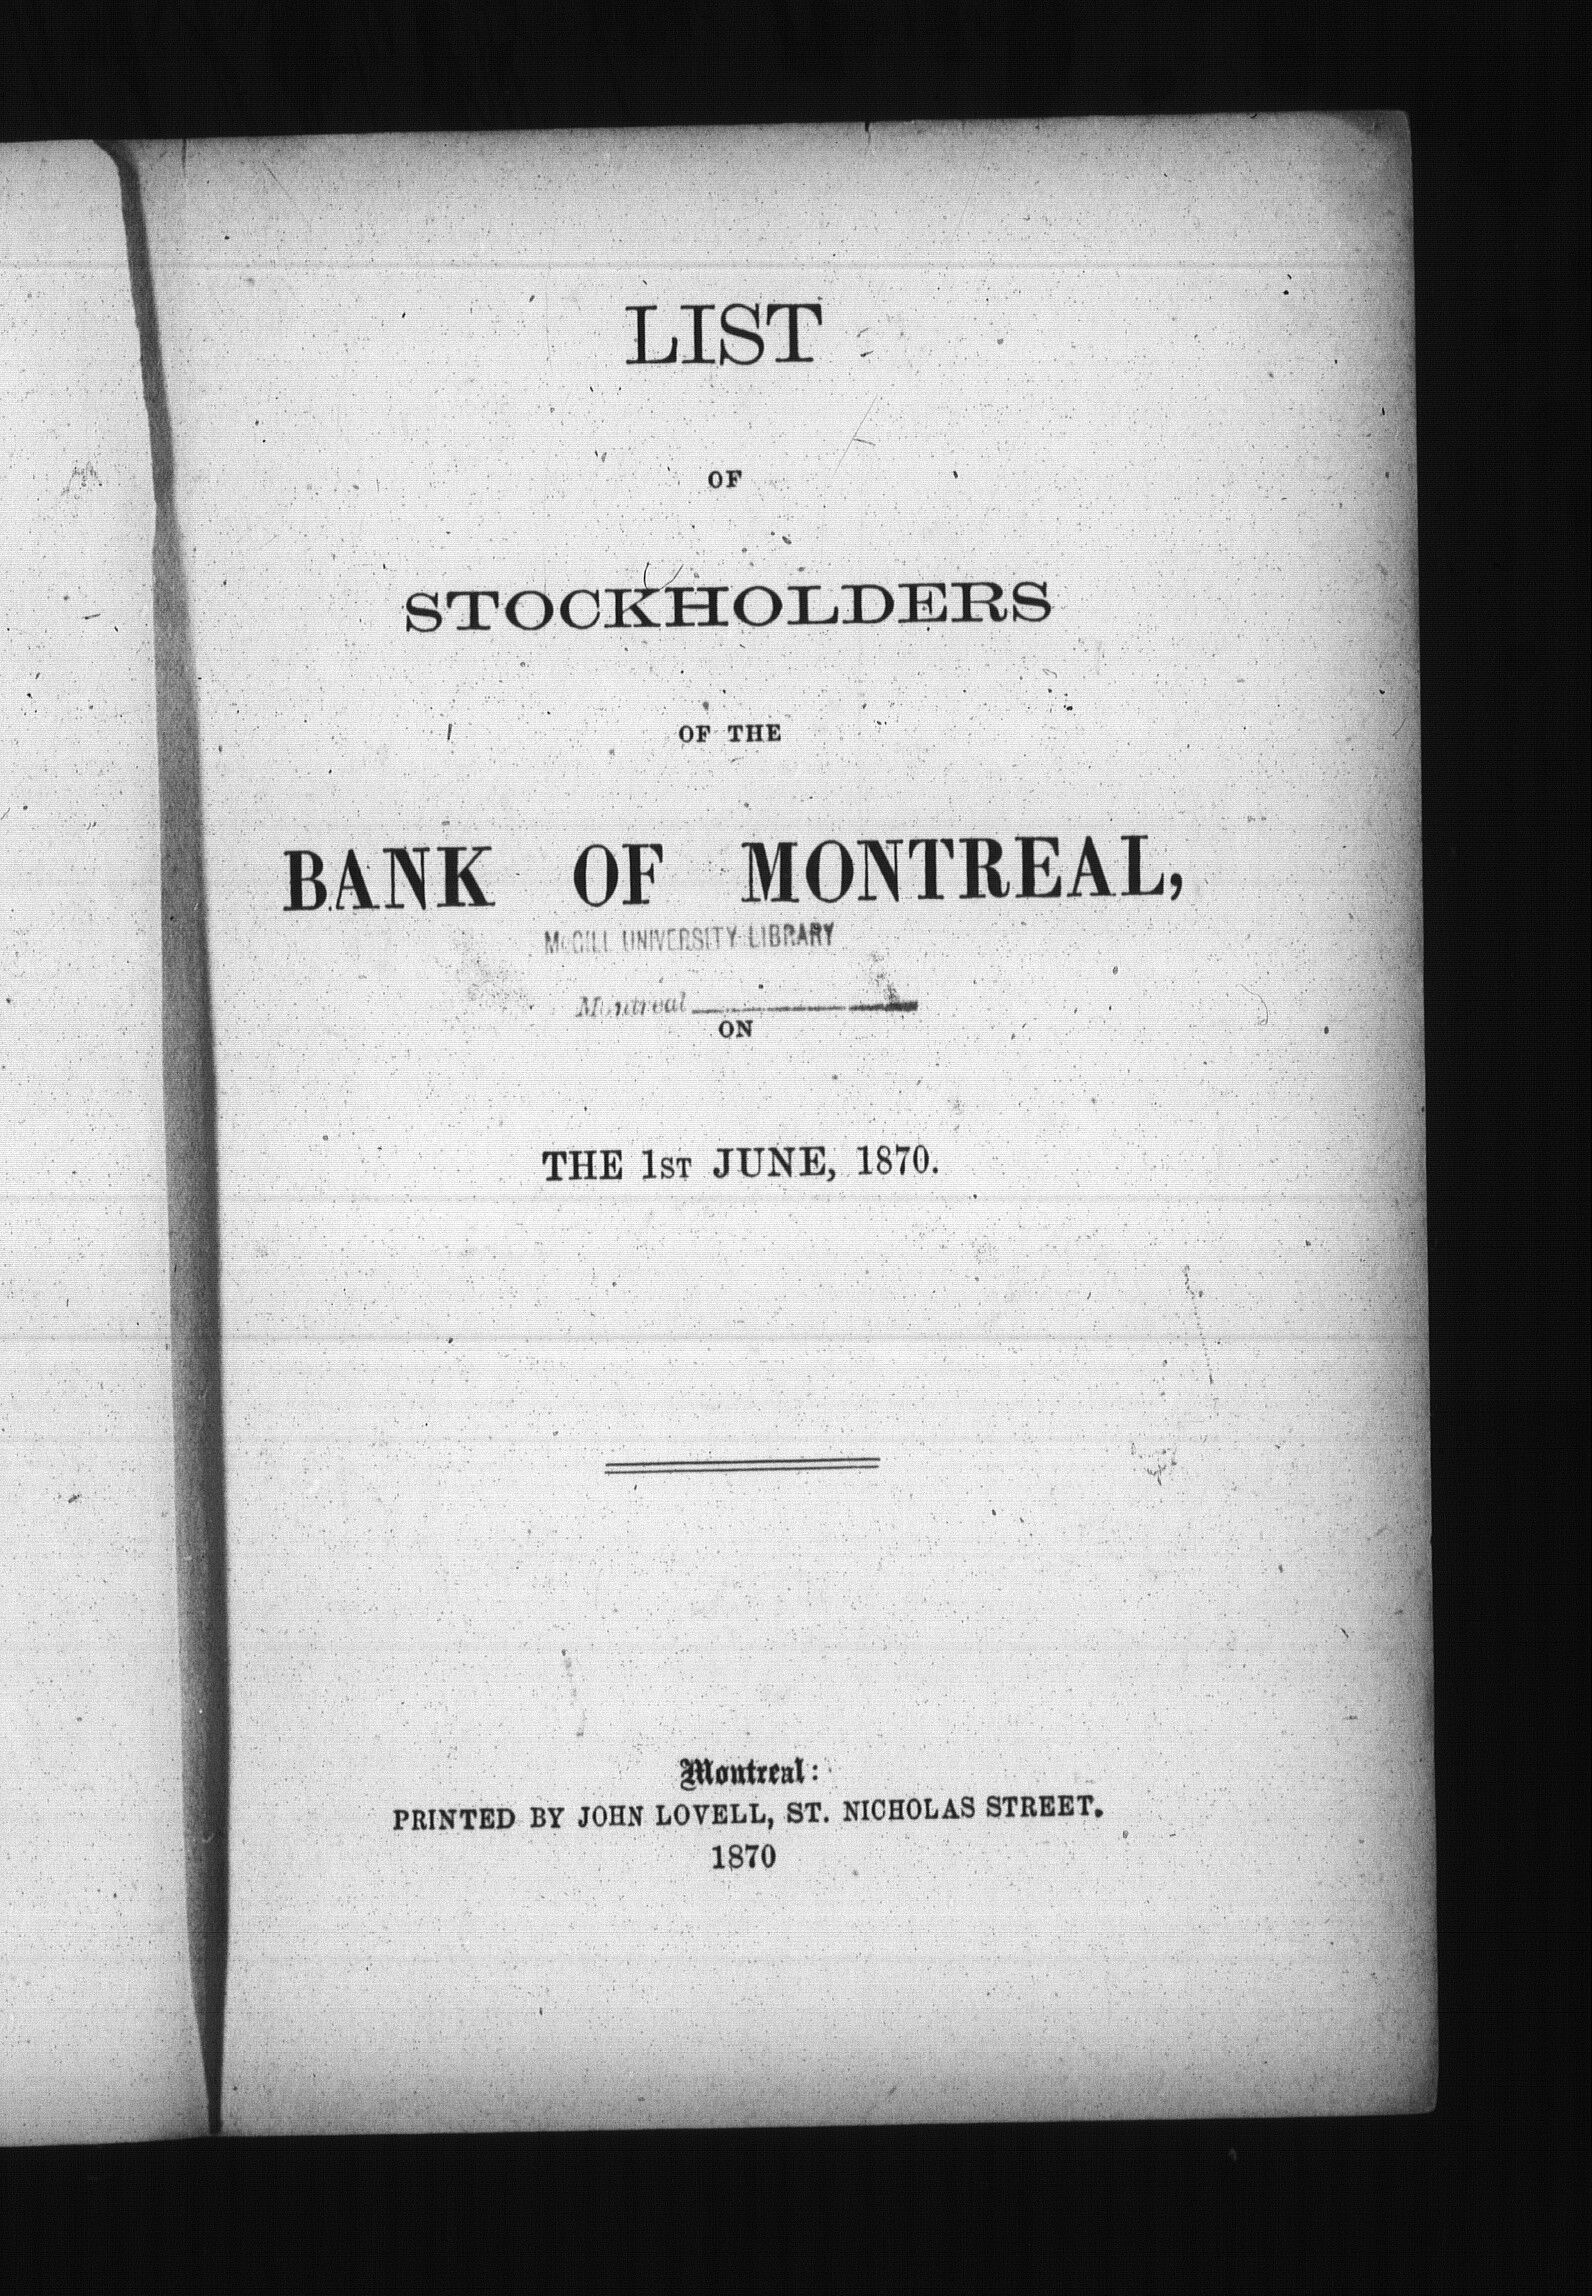 LIST
OF
STOCKHOLDERS
OF THE
BANK OF MONTREAL,
McGILL UNIVERSITY LIBRARY
Montreal
ON
THE 1ST JUNE, 1870.
Montreal:
PRINTED BY JOHN LOVELL, ST. NICHOLAS STREET.
1870